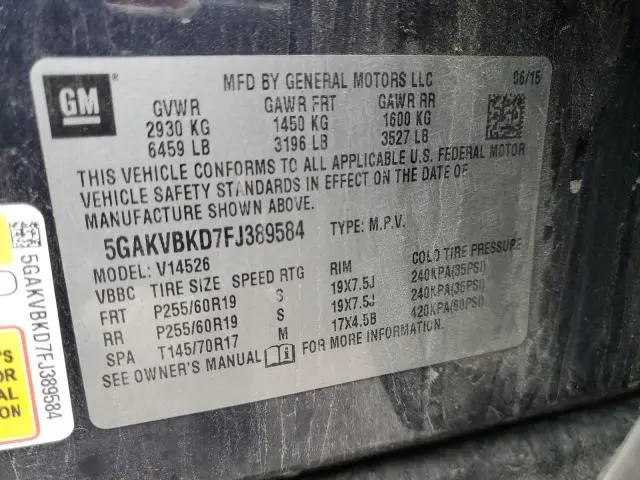 GM
®
MFD BY GENERAL MOTORS LLC
06/15
GVWR GAWR FRT GAWR RR
2930 KG 1450 KG 1600 KG
6459 LB 3196 LB 3527 LB
THIS VEHICLE CONFORMS TO ALL APPLICABLE U.S. FEDERAL MOTOR
VEHICLE SAFETY STANDARDS IN EFFECT ON THE DATE OF
MANUFACTURE SHOWN ABOVE.
5GAKVBKD7FJ389584 TYPE: M.P.V.
MODEL: V14526
VBBC TIRE SIZE SPEED RTG RIM COLD TIRE PRESSURE
FRT P255/60R19 S 19X7.5J 240KPA(35PSI)
RR P255/60R19 S 19X7.5J 240KPA(35PSI)
SPA T145/70R17 M 17X4.5B 420KPA(60PSI)
SEE OWNER'S MANUAL FOR MORE INFORMATION.
5GAKVBKD7FJ389584
'S
OR
AL
ION